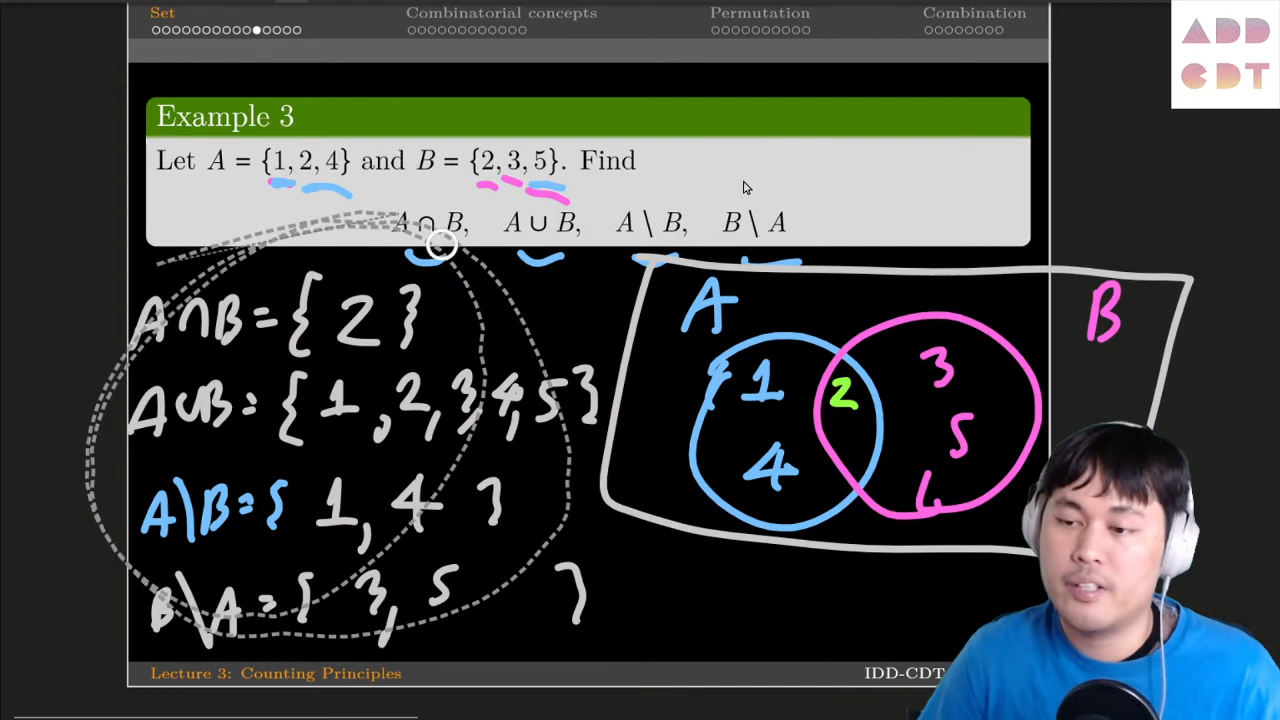 Set Combinatorial concepts Permutation Combination
ADD
CDT
Example 3
Let A = {1, 2, 4} and B = {2, 3, 5}. Find
A ∩ B, A ∪ B, A \ B, B \ A
A∩B = { 2 }
A∪B = { 1 , 2, 3, 4, 5 }
A\B = { 1, 4 }
B\A = { 3, 5 }
A B
1 2 3
4 5
Lecture 3: Counting Principles IDD-CDT